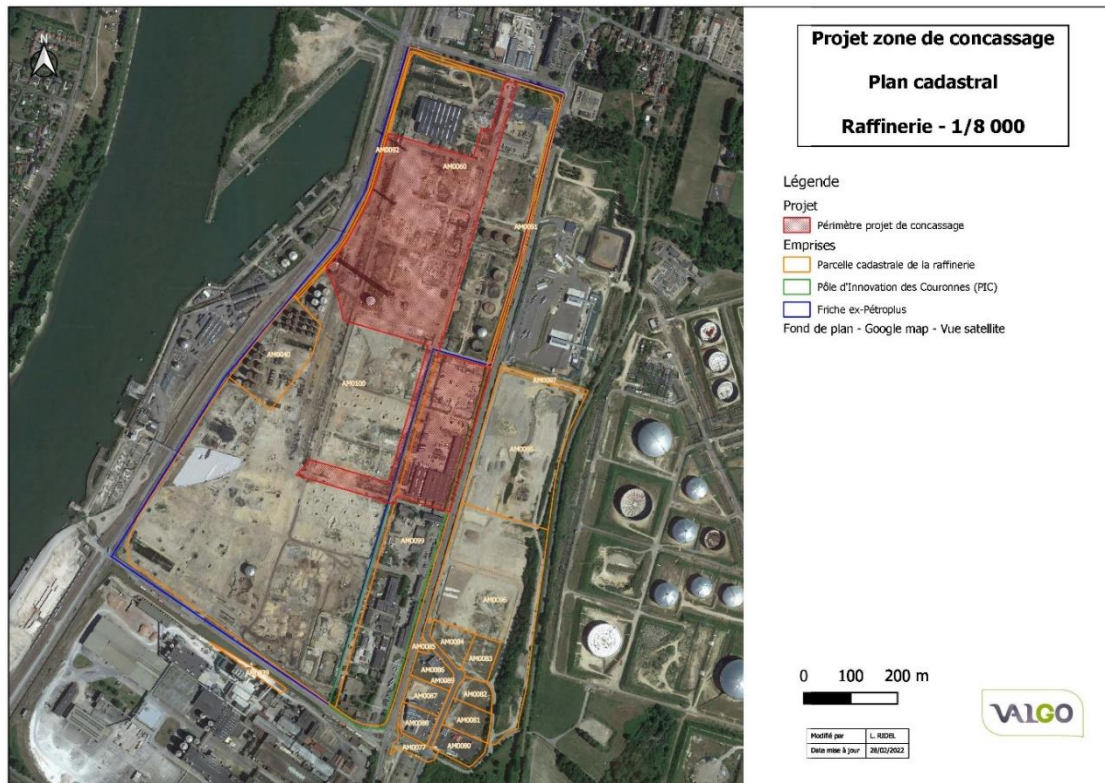 N
Projet zone de concassage
Plan cadastral
Raffinerie - 1/8 000
Légende
Projet
Périmètre projet de concassage
Emprises
Parcelle cadastrale de la raffinerie
Pôle d'Innovation des Couronnes (PIC)
Friche ex-Pétroplus
Fond de plan - Google map - Vue satellite
AM0092
AM0060
AM0040
AM0100
AM0097
AM0099
AM0096
AM0084
AM0085
AM0083
AM0086
AM0089
AM0082
AM0087
AM0081
AM0088
AM0080
AM0077
0 100 200 m
Modifié par L. RIDEL
Date mise à jour 28/02/2022
VALGO